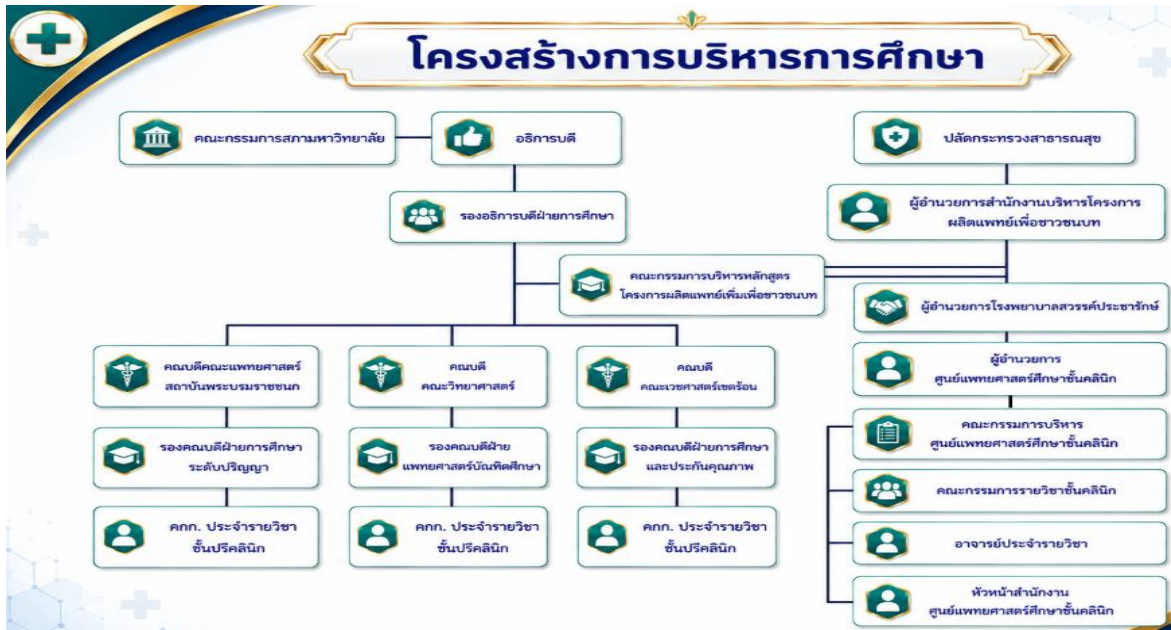 โครงสร้างการบริหารการศึกษา
คณะกรรมการสภามหาวิทยาลัย
อธิการบดี
ปลัดกระทรวงสาธารณสุข
รองอธิการบดีฝ่ายการศึกษา
ผู้อำนวยการสำนักงานบริหารโครงการ
ผลิตแพทย์เพื่อชาวชนบท
คณะกรรมการบริหารหลักสูตร
โครงการผลิตแพทย์เพิ่มเพื่อชาวชนบท
ผู้อำนวยการโรงพยาบาลสวรรค์ประชารักษ์
คณบดีคณะแพทยศาสตร์
สถาบันพระบรมราชชนก
คณบดี
คณะวิทยาศาสตร์
คณบดี
คณะเวชศาสตร์เขตร้อน
ผู้อำนวยการ
ศูนย์แพทยศาสตร์ศึกษาชั้นคลินิก
รองคณบดีฝ่ายการศึกษา
ระดับปริญญา
รองคณบดีฝ่าย
แพทยศาสตร์บัณฑิตศึกษา
รองคณบดีฝ่ายการศึกษา
และประกันคุณภาพ
คณะกรรมการบริหาร
ศูนย์แพทยศาสตร์ศึกษาชั้นคลินิก
คณะกรรมการรายวิชาชั้นคลินิก
คกก. ประจำรายวิชา
ชั้นปรีคลินิก
คกก. ประจำรายวิชา
ชั้นปรีคลินิก
คกก. ประจำรายวิชา
ชั้นปรีคลินิก
อาจารย์ประจำรายวิชา
หัวหน้าสำนักงาน
ศูนย์แพทยศาสตร์ศึกษาชั้นคลินิก